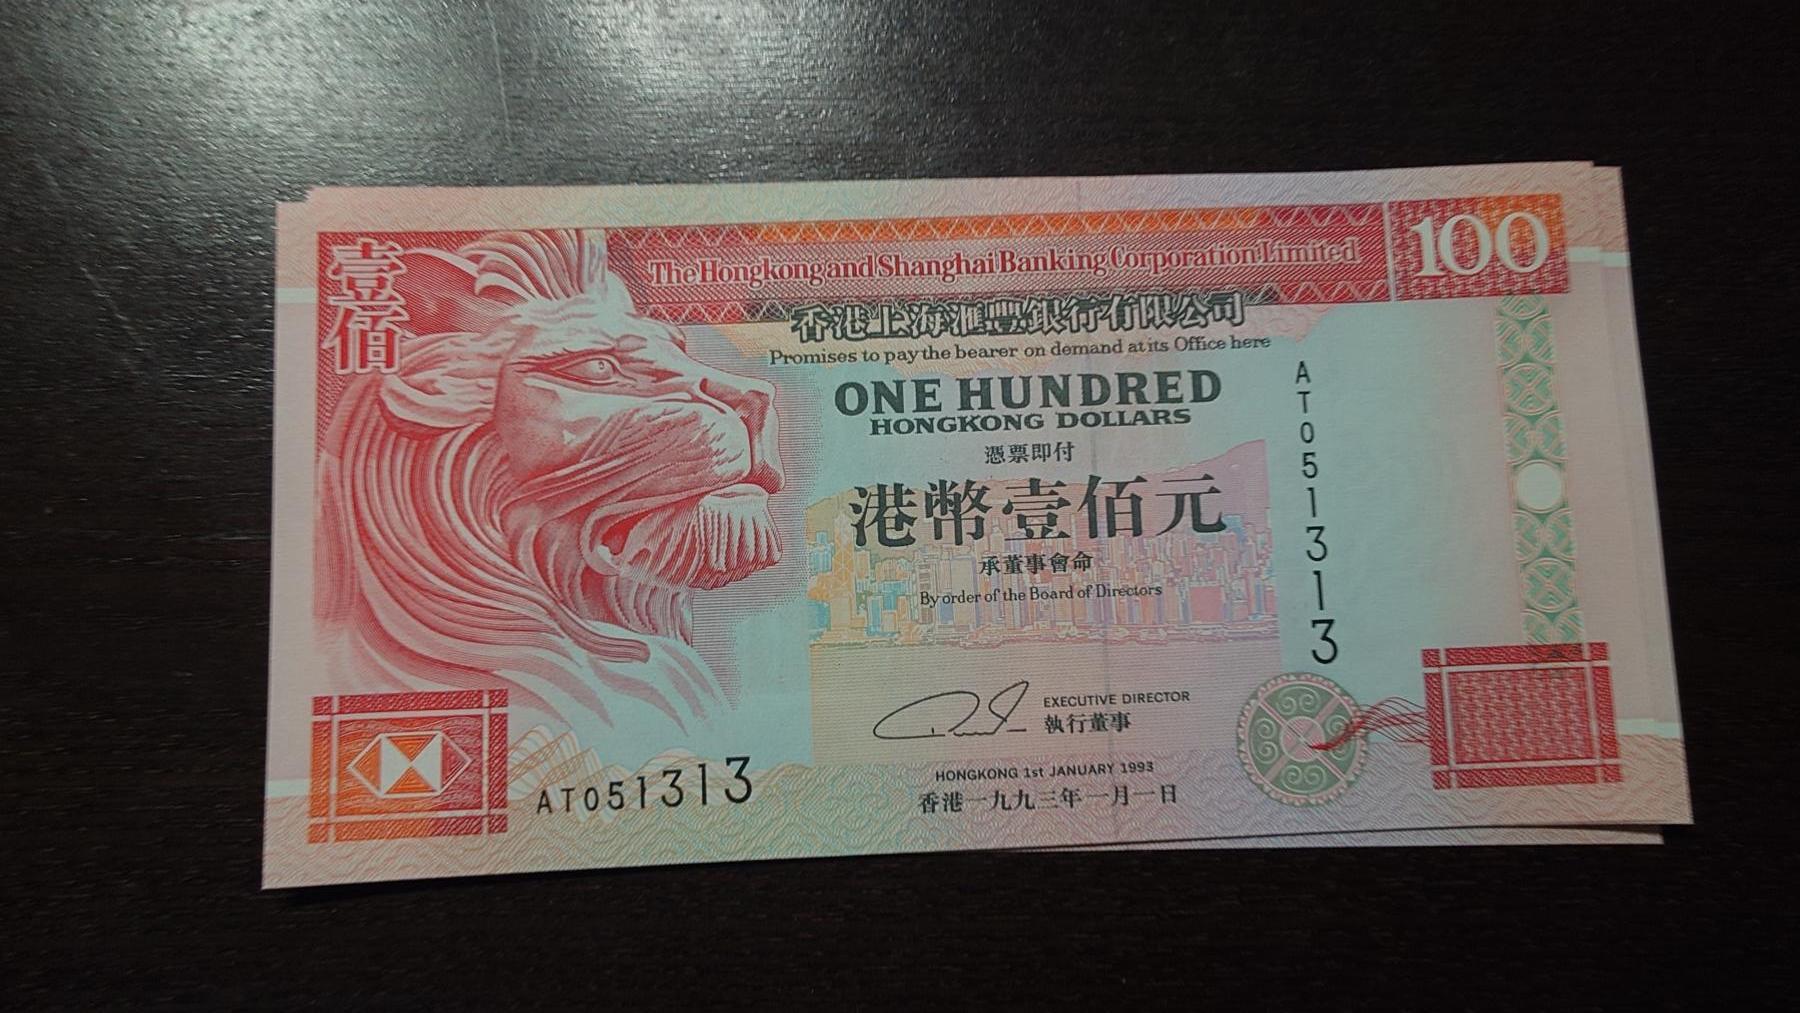 壹佰
The Hongkong and Shanghai Banking Corporation Limited
100
香港上海滙豐銀行有限公司
Promises to pay the bearer on demand at its Office here
ONE HUNDRED
HONGKONG DOLLARS
憑票即付
港幣壹佰元
承董事會命
By order of the Board of Directors
AT051313
EXECUTIVE DIRECTOR
執行董事
HONGKONG 1st JANUARY 1993
香港一九九三年一月一日
AT051313